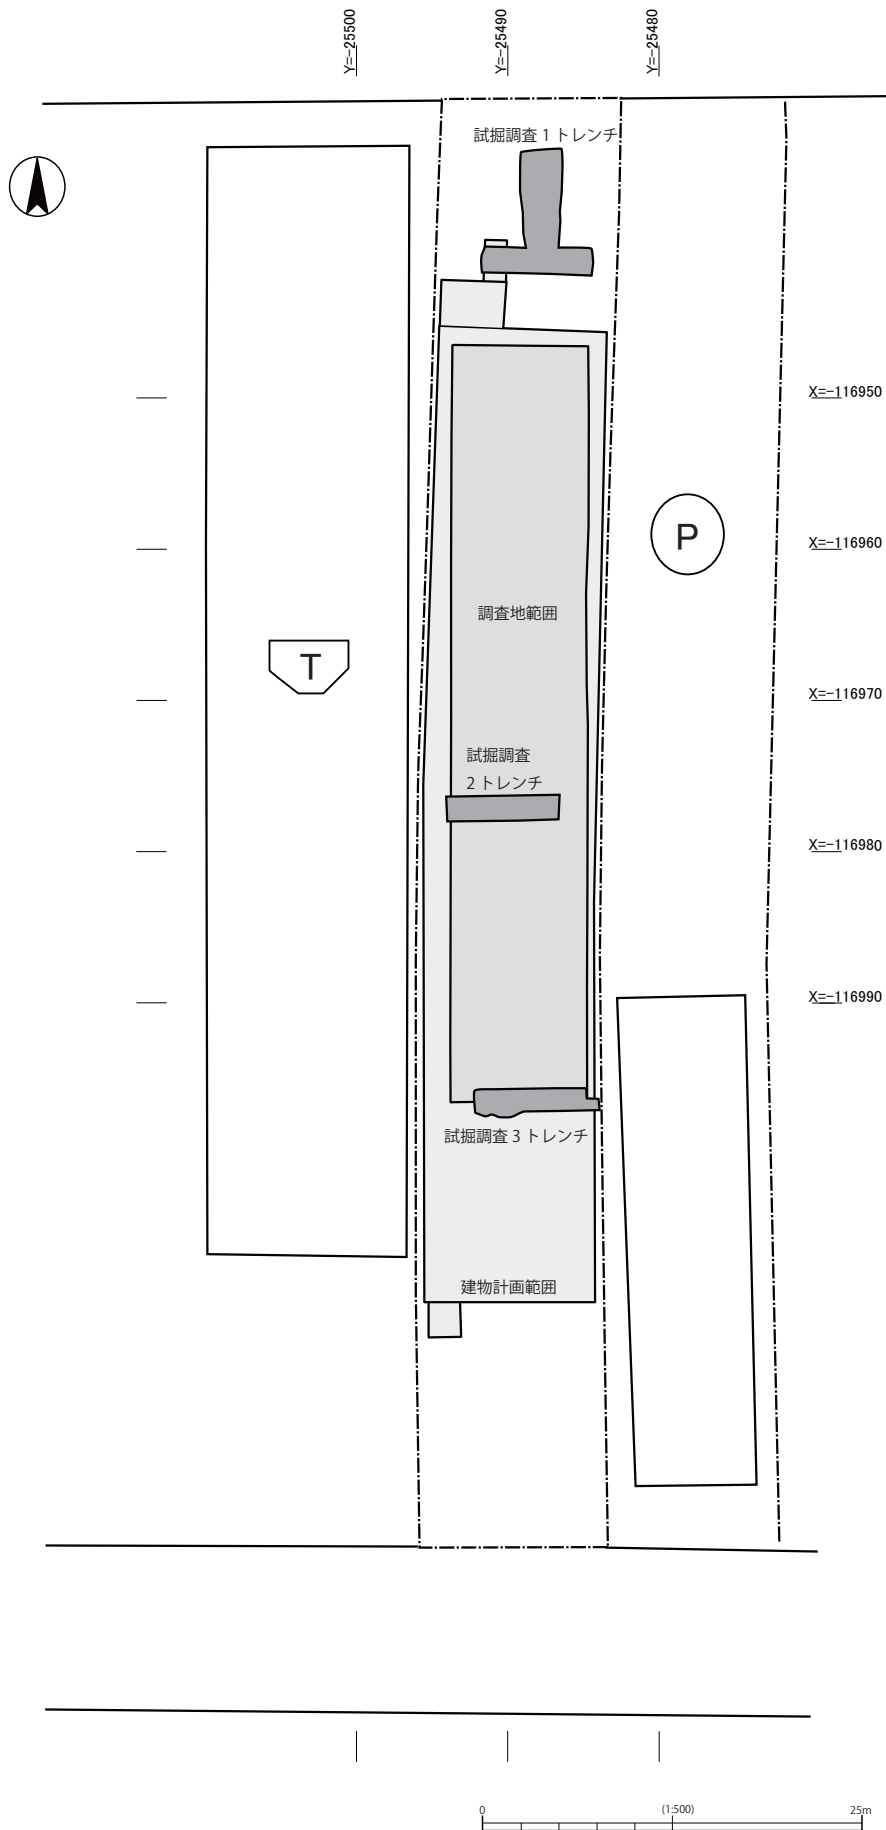 Y=-25500
Y=-25490
Y=-25480
試掘調査 1 トレンチ
X=-116950
P
X=-116960
調査地範囲
T
X=-116970
試掘調査
2 トレンチ
X=-116980
X=-116990
試掘調査 3 トレンチ
建物計画範囲
0 (1:500) 25m